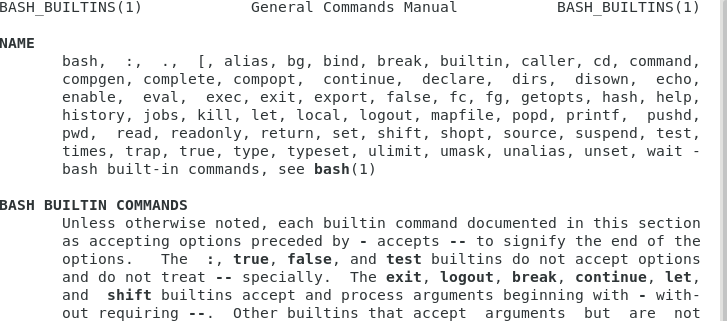 BASH_BUILTINS(1) General Commands Manual BASH_BUILTINS(1)
NAME
bash, :, ., [, alias, bg, bind, break, builtin, caller, cd, command,
compgen, complete, compopt, continue, declare, dirs, disown, echo,
enable, eval, exec, exit, export, false, fc, fg, getopts, hash, help,
history, jobs, kill, let, local, logout, mapfile, popd, printf, pushd,
pwd, read, readonly, return, set, shift, shopt, source, suspend, test,
times, trap, true, type, typeset, ulimit, umask, unalias, unset, wait -
bash built-in commands, see bash(1)
BASH BUILTIN COMMANDS
Unless otherwise noted, each builtin command documented in this section
as accepting options preceded by - accepts -- to signify the end of the
options. The :, true, false, and test builtins do not accept options
and do not treat -- specially. The exit, logout, break, continue, let,
and shift builtins accept and process arguments beginning with - with-
out requiring --. Other builtins that accept arguments but are not